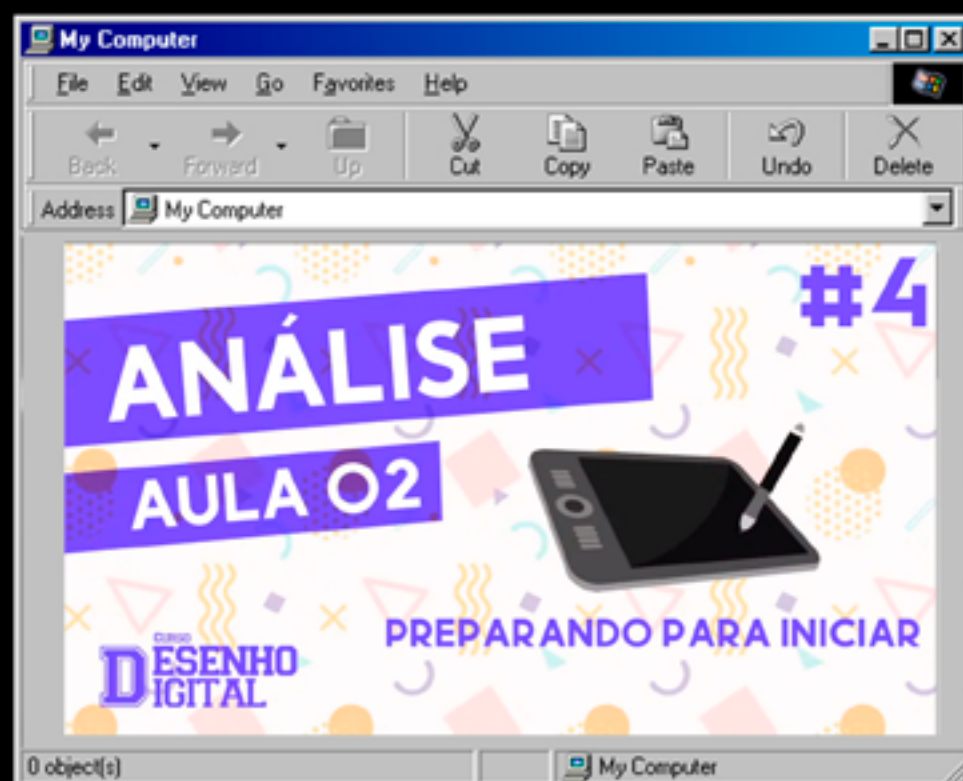 My Computer
File Edit View Go Favorites Help
Back Forward Up Cut Copy Paste Undo Delete
Address My Computer
#4
ANÁLISE
AULA 02
PREPARANDO PARA INICIAR
CURSO
DESENHO
DIGITAL
0 object(s) My Computer